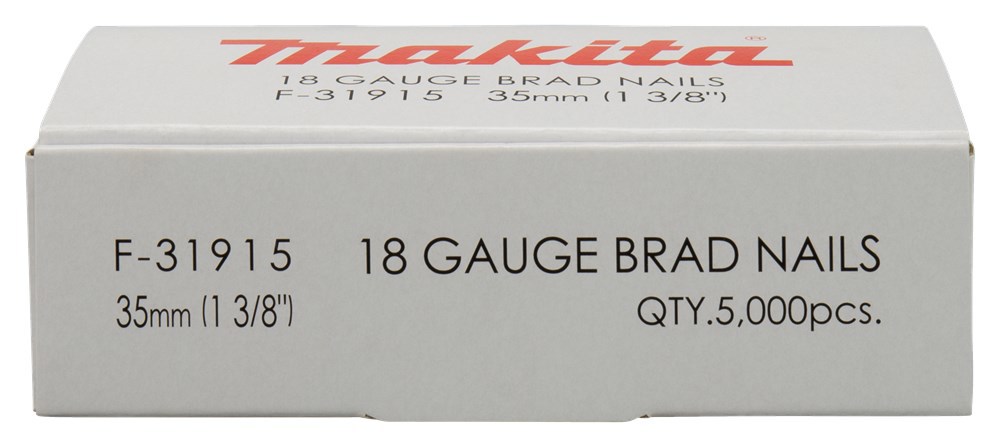 makita®
18 GAUGE BRAD NAILS
F-31915 35mm (1 3/8")
F-31915 18 GAUGE BRAD NAILS
35mm (1 3/8") QTY.5,000pcs.